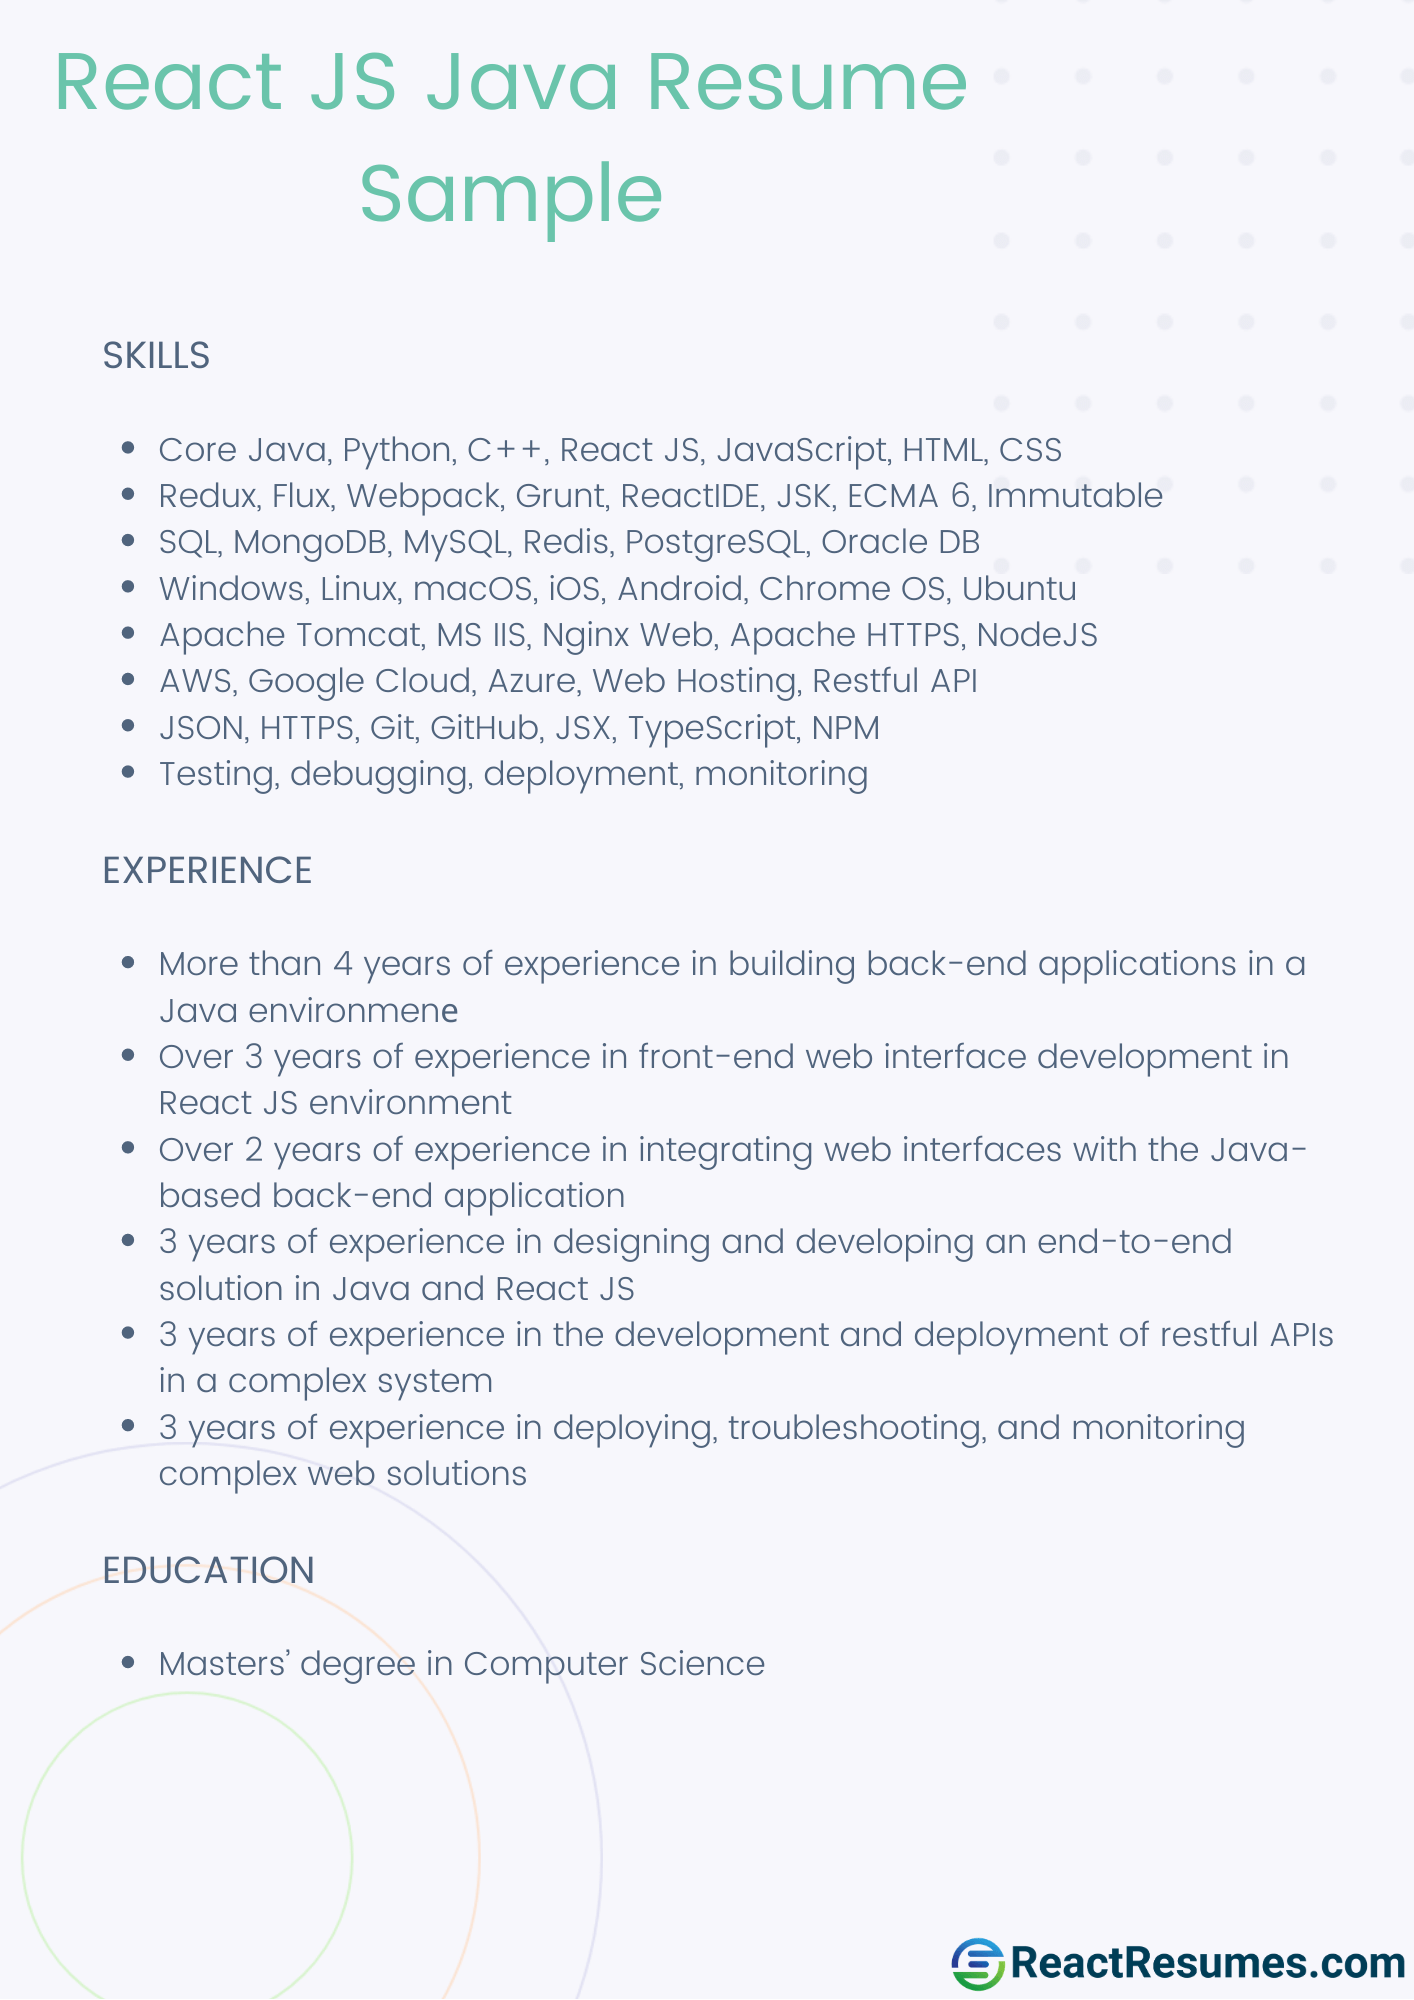 React JS Java Resume
Sample
SKILLS
• Core Java, Python, C++, React JS, JavaScript, HTML, CSS
• Redux, Flux, Webpack, Grunt, ReactIDE, JSK, ECMA 6, Immutable
• SQL, MongoDB, MySQL, Redis, PostgreSQL, Oracle DB
• Windows, Linux, macOS, iOS, Android, Chrome OS, Ubuntu
• Apache Tomcat, MS IIS, Nginx Web, Apache HTTPS, NodeJS
• AWS, Google Cloud, Azure, Web Hosting, Restful API
• JSON, HTTPS, Git, GitHub, JSX, TypeScript, NPM
• Testing, debugging, deployment, monitoring
EXPERIENCE
• More than 4 years of experience in building back-end applications in a
Java environmenе
• Over 3 years of experience in front-end web interface development in
React JS environment
• Over 2 years of experience in integrating web interfaces with the Java-
based back-end application
• 3 years of experience in designing and developing an end-to-end
solution in Java and React JS
• 3 years of experience in the development and deployment of restful APIs
in a complex system
• 3 years of experience in deploying, troubleshooting, and monitoring
complex web solutions
EDUCATION
• Masters’ degree in Computer Science
ReactResumes.com